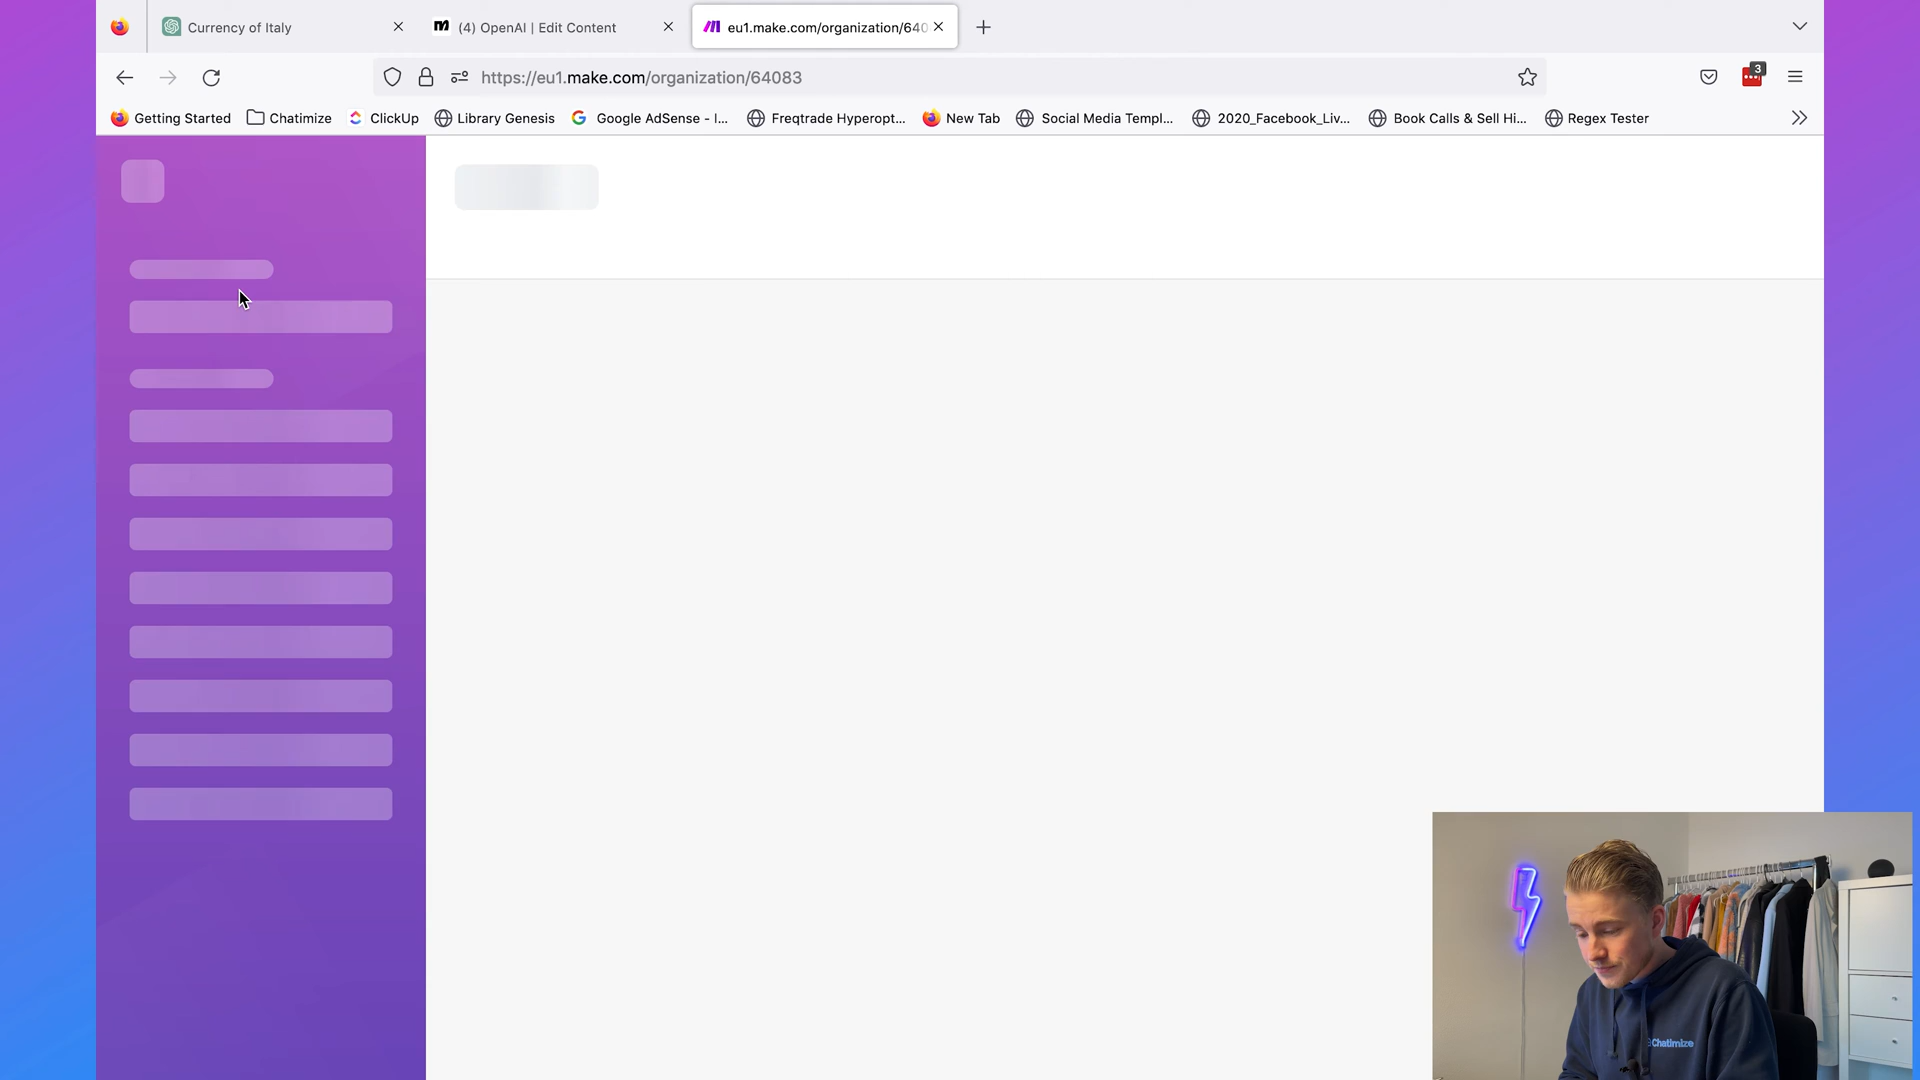 Currency of Italy
(4) OpenAI | Edit Content
eu1.make.com/organization/640
https://eu1.make.com/organization/64083
3
Getting Started
Chatimize
ClickUp
Library Genesis
Google AdSense - I...
Freqtrade Hyperopt...
New Tab
Social Media Templ...
2020_Facebook_Liv...
Book Calls & Sell Hi...
Regex Tester
Chatimize